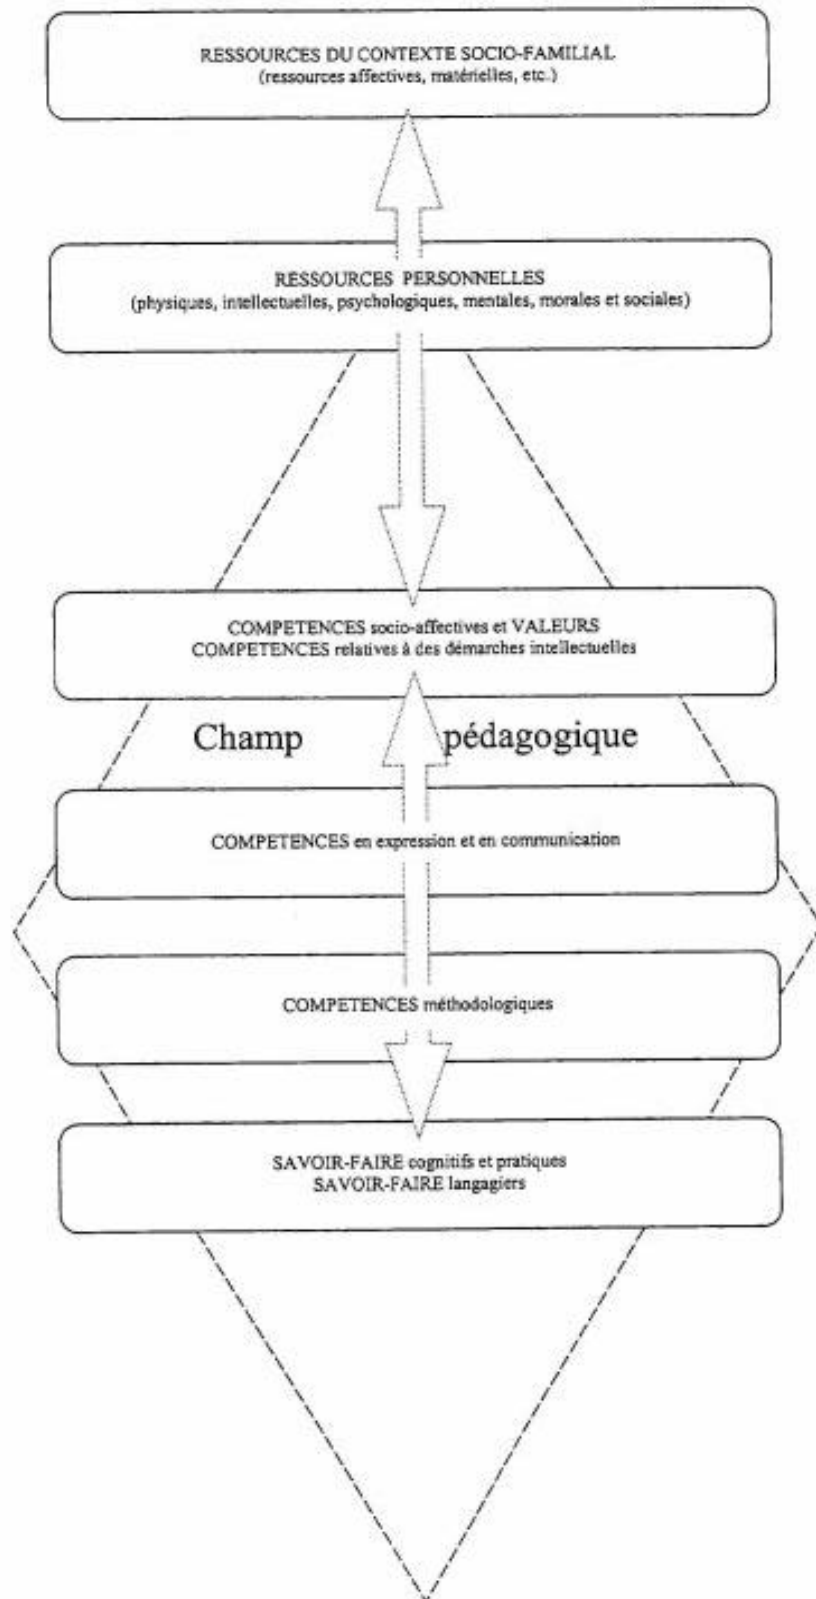 RESSOURCES DU CONTEXTE SOCIO-FAMILIAL
(ressources affectives, matérielles, etc.)
RESSOURCES PERSONNELLES
(physiques, intellectuelles, psychologiques, mentales, morales et sociales)
COMPETENCES socio-affectives et VALEURS
COMPETENCES relatives à des démarches intellectuelles
Champ pédagogique
COMPETENCES en expression et en communication
COMPETENCES méthodologiques
SAVOIR-FAIRE cognitifs et pratiques
SAVOIR-FAIRE langagiers